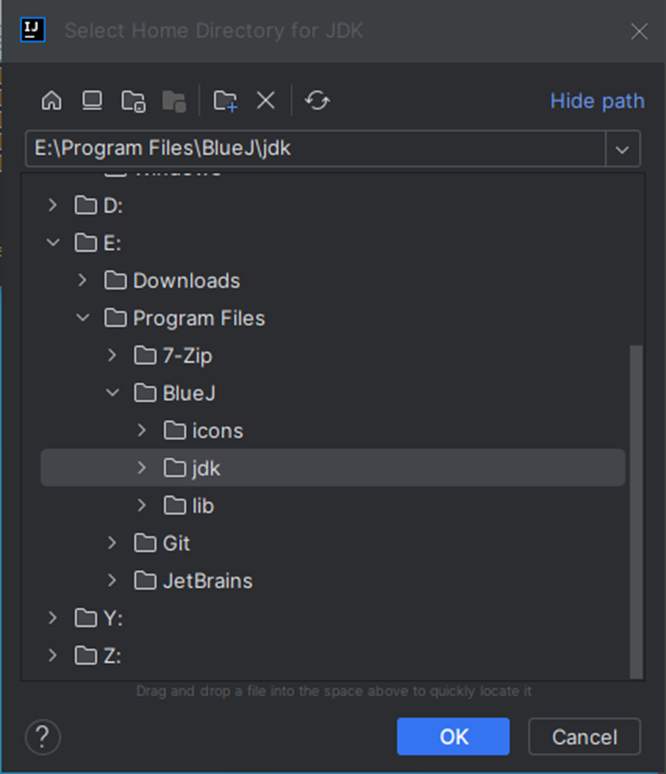 IJ
Select Home Directory for JDK
Hide path
E:\Program Files\BlueJ\jdk
D:
E:
Downloads
Program Files
7-Zip
BlueJ
icons
jdk
lib
Git
JetBrains
Y:
Z:
Drag and drop a file into the space above to quickly locate it
?
OK
Cancel